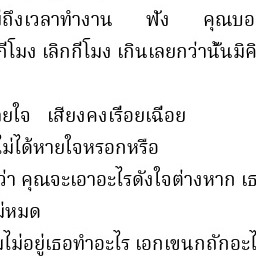 ถึงเวลาทำงาน ฟัง คุณบอ
กี่โมง เลิกกี่โมง เกินเลยกว่านั้นมิคิ
ยใจ เสียงคงเรื่อยเฉื่อย
ไม่ได้หายใจหรอกหรือ
ว่า คุณจะเอาอะไรดังใจต่างหาก เธ
หมด
ไม่อยู่เธอทำอะไร เอกเขนกถักอะไ